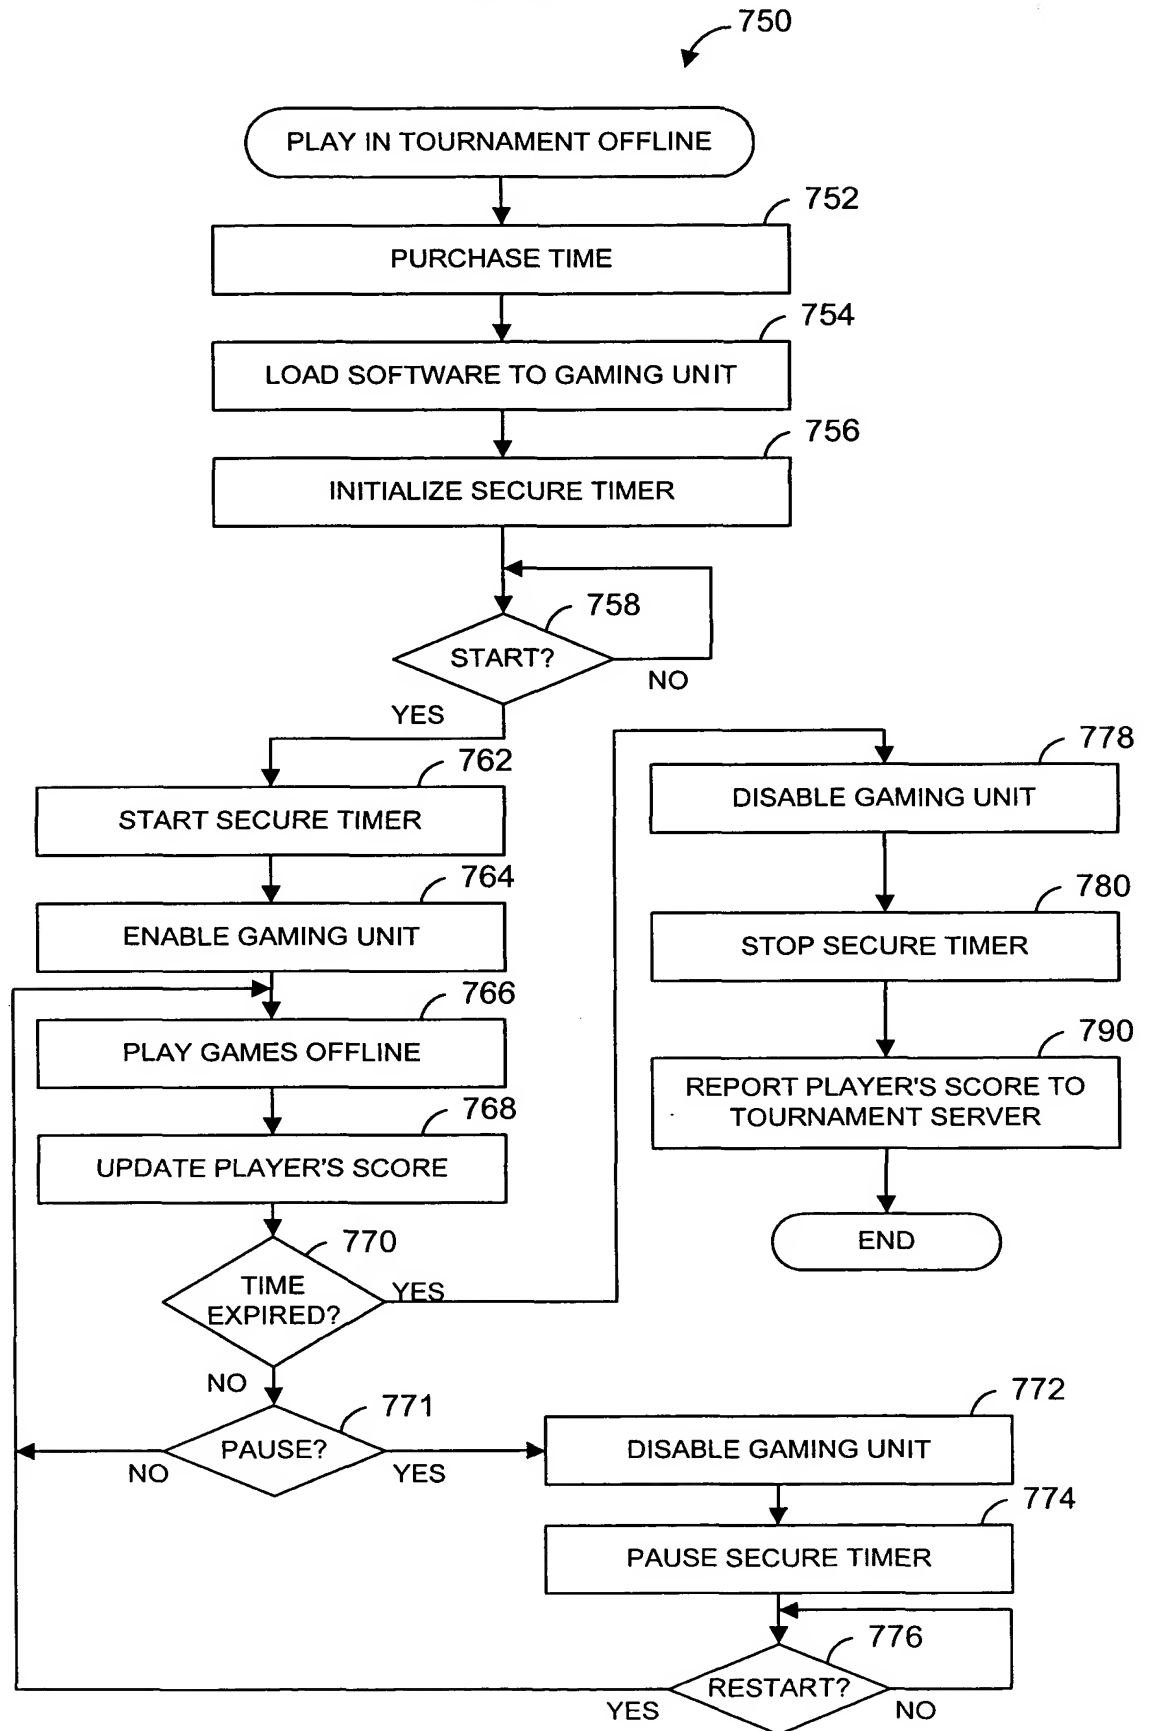 750
PLAY IN TOURNAMENT OFFLINE
752
PURCHASE TIME
754
LOAD SOFTWARE TO GAMING UNIT
756
INITIALIZE SECURE TIMER
758
START?
NO
YES
762
START SECURE TIMER
764
ENABLE GAMING UNIT
766
PLAY GAMES OFFLINE
768
UPDATE PLAYER'S SCORE
770
TIME
EXPIRED?
YES
NO
771
PAUSE?
NO
YES
772
DISABLE GAMING UNIT
774
PAUSE SECURE TIMER
776
RESTART?
YES
NO
778
DISABLE GAMING UNIT
780
STOP SECURE TIMER
790
REPORT PLAYER'S SCORE TO
TOURNAMENT SERVER
END